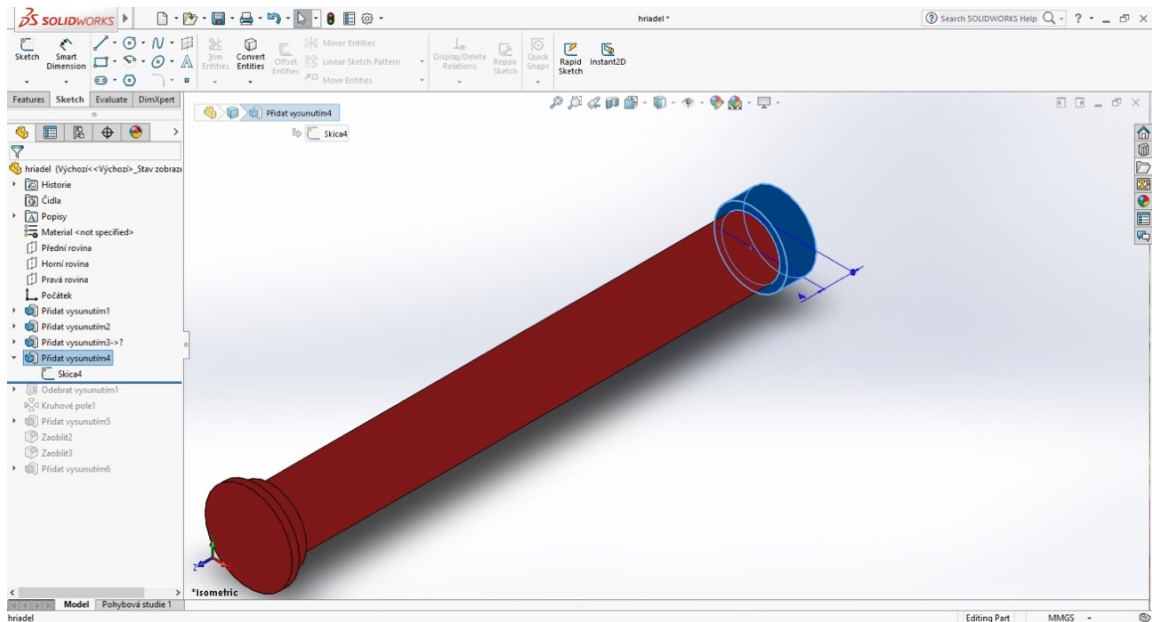 SOLIDWORKS
hriadel *
Search SOLIDWORKS Help
?
Sketch
Smart Dimension
Trim Entities
Convert Entities
Offset Entities
Mirror Entities
Linear Sketch Pattern
Move Entities
Display/Delete Relations
Repair Sketch
Quick Snaps
Rapid Sketch
Instant2D
Features Sketch Evaluate DimXpert
Přidat vysunutím4
Skica4
hriadel (Výchozí<<Výchozí>_Stav zobraze
Historie
Čidla
Popisy
Material <not specified>
Přední rovina
Horní rovina
Pravá rovina
Počátek
Přidat vysunutím1
Přidat vysunutím2
Přidat vysunutím3->?
Přidat vysunutím4
Skica4
Odebrat vysunutím1
Kruhové pole1
Přidat vysunutím5
Zaoblit2
Zaoblit3
Přidat vysunutím6
Z
*Isometric
Model Pohybová studie 1
hriadel
Editing Part MMGS